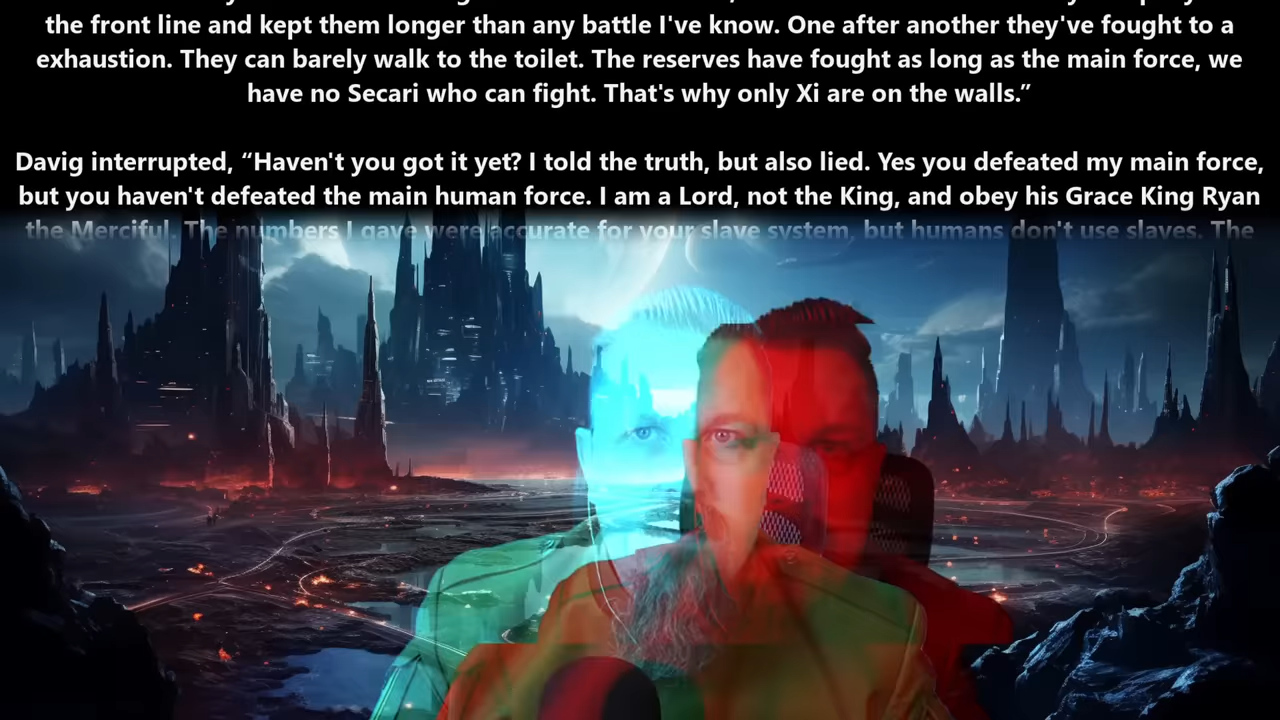 the front line and kept them longer than any battle I've know. One after another they've fought to a
exhaustion. They can barely walk to the toilet. The reserves have fought as long as the main force, we
have no Secari who can fight. That's why only Xi are on the walls.”
Davig interrupted, “Haven't you got it yet? I told the truth, but also lied. Yes you defeated my main force,
but you haven't defeated the main human force. I am a Lord, not the King, and obey his Grace King Ryan
the Merciful. The numbers I gave were accurate for your slave system, but humans don't use slaves. The